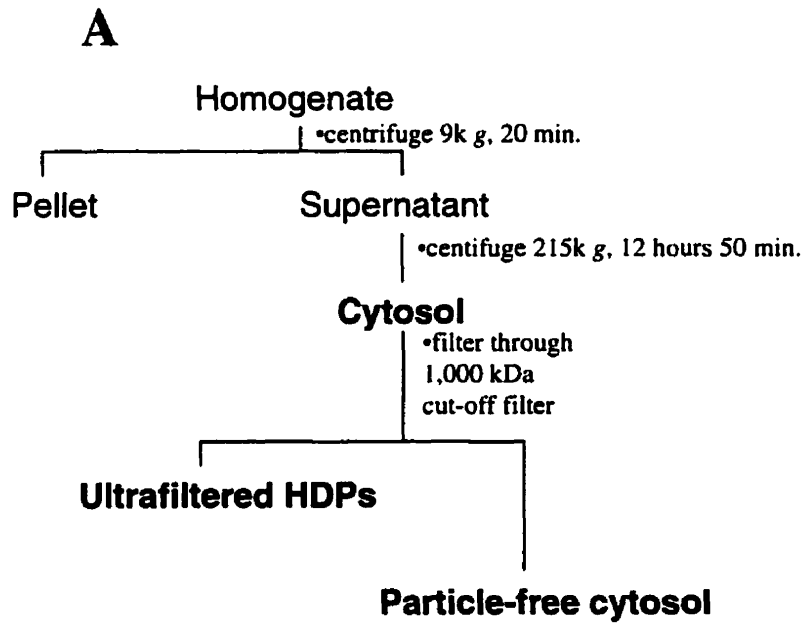 A
Homogenate
•centrifuge 9k g, 20 min.
Pellet
Supernatant
•centifuge 215k g, 12 hours 50 min.
Cytosol
•filter through
1,000 kDa
cut-off filter
Ultrafiltered HDPs
Particle-free cytosol